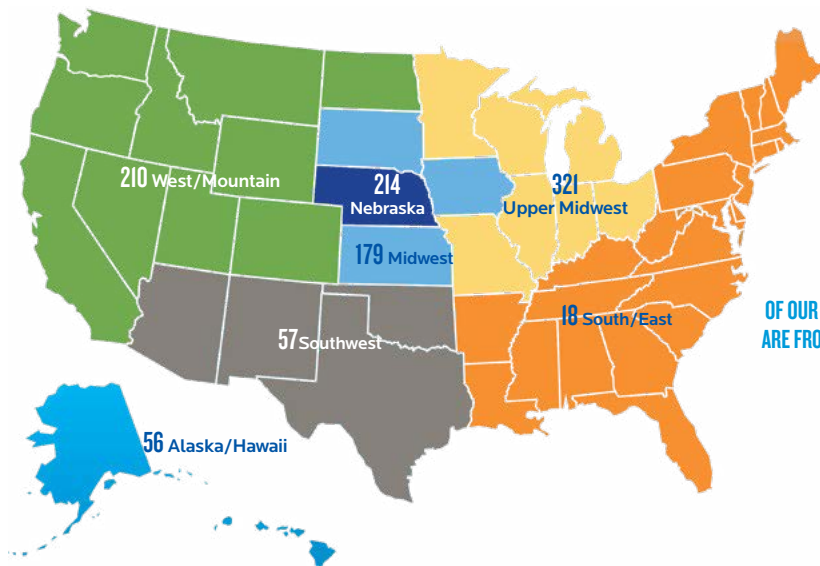 210 West/Mountain
214
Nebraska
321
Upper Midwest
179 Midwest
18 South/East
57 Southwest
56 Alaska/Hawaii
OF OUR
ARE FRO